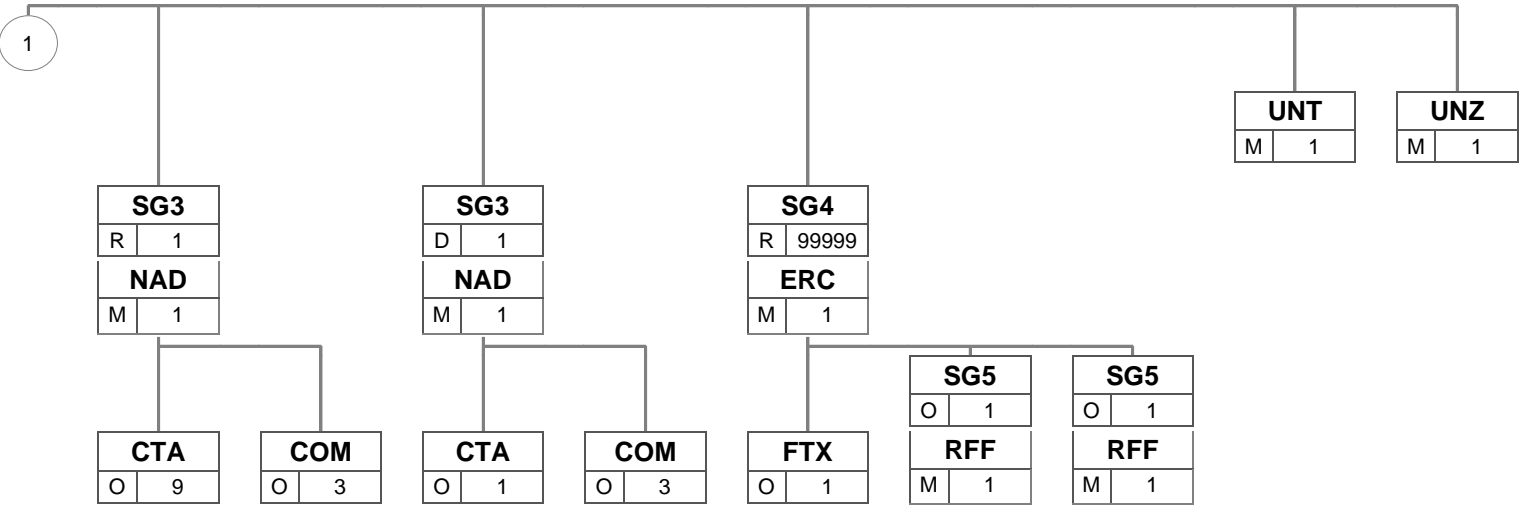 1
UNT
M 1
UNZ
M 1
SG3
R 1
NAD
M 1
SG3
D 1
NAD
M 1
SG4
R 99999
ERC
M 1
CTA
O 9
COM
O 3
CTA
O 1
COM
O 3
FTX
O 1
SG5
O 1
RFF
M 1
SG5
O 1
RFF
M 1